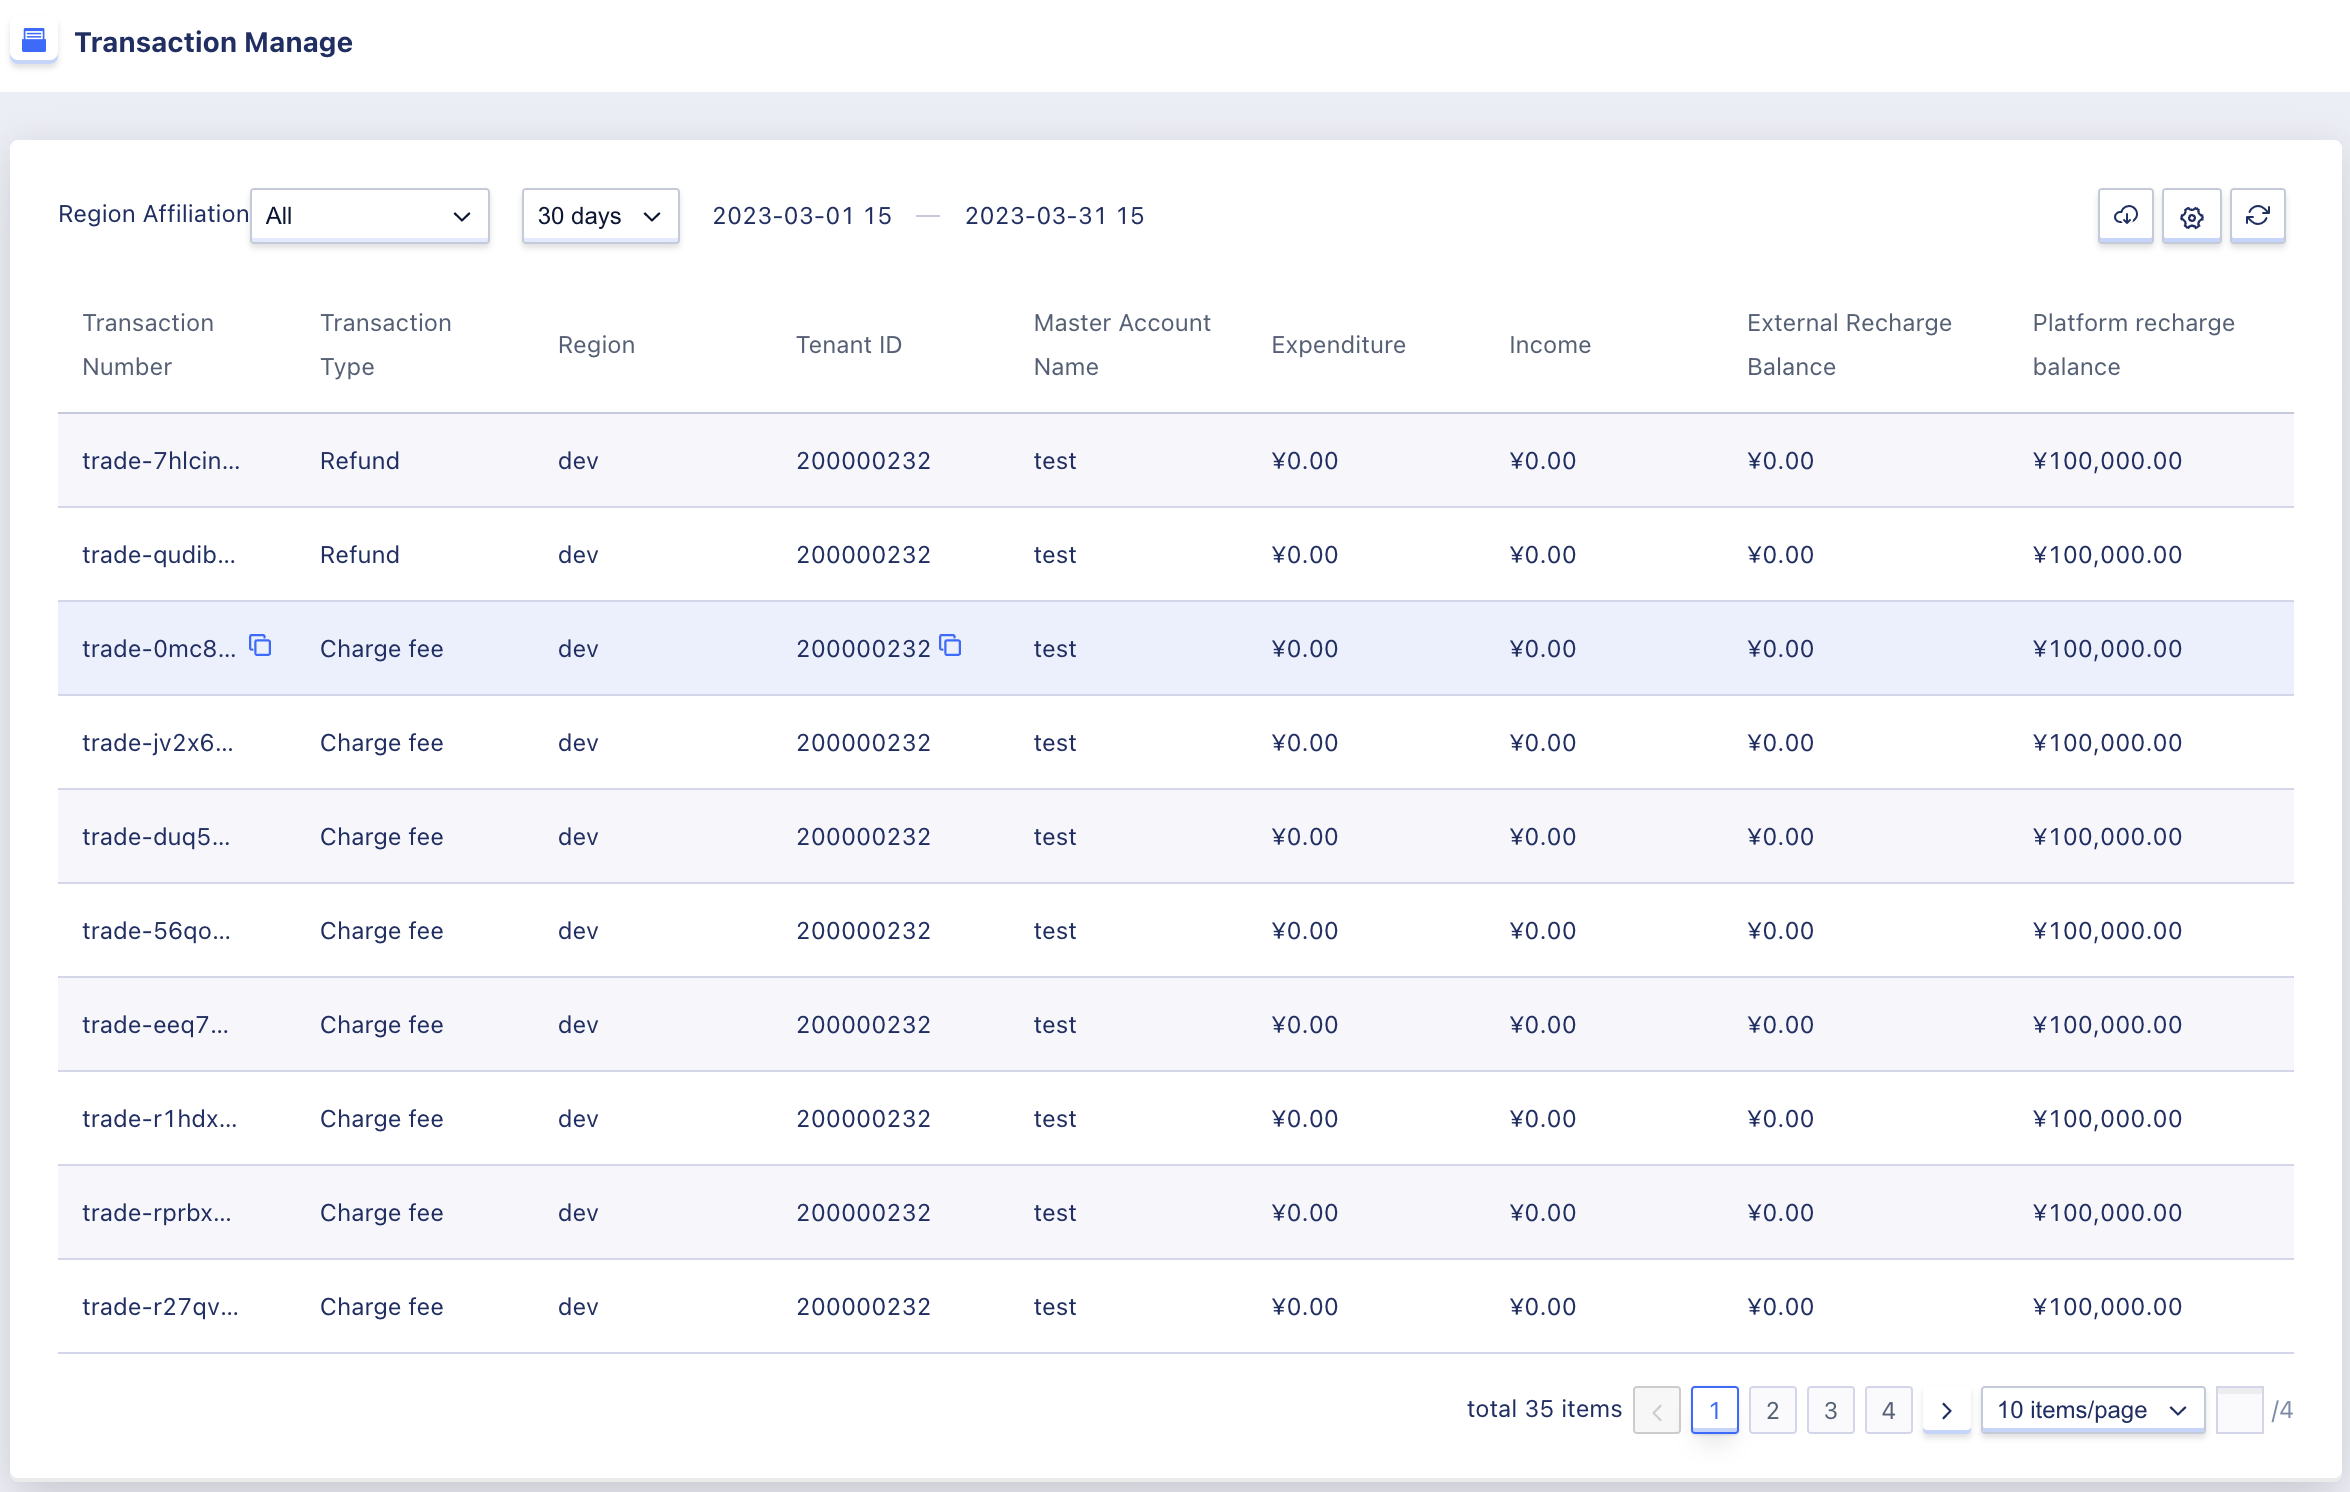 Transaction Manage
Region Affiliation All 30 days 2023-03-01 15 — 2023-03-31 15
Transaction Number Transaction Type Region Tenant ID Master Account Name Expenditure Income External Recharge Balance Platform recharge balance
trade-7hlcin... Refund dev 200000232 test ¥0.00 ¥0.00 ¥0.00 ¥100,000.00
trade-qudib... Refund dev 200000232 test ¥0.00 ¥0.00 ¥0.00 ¥100,000.00
trade-0mc8... Charge fee dev 200000232 test ¥0.00 ¥0.00 ¥0.00 ¥100,000.00
trade-jv2x6... Charge fee dev 200000232 test ¥0.00 ¥0.00 ¥0.00 ¥100,000.00
trade-duq5... Charge fee dev 200000232 test ¥0.00 ¥0.00 ¥0.00 ¥100,000.00
trade-56qo... Charge fee dev 200000232 test ¥0.00 ¥0.00 ¥0.00 ¥100,000.00
trade-eeq7... Charge fee dev 200000232 test ¥0.00 ¥0.00 ¥0.00 ¥100,000.00
trade-r1hdx... Charge fee dev 200000232 test ¥0.00 ¥0.00 ¥0.00 ¥100,000.00
trade-rprbx... Charge fee dev 200000232 test ¥0.00 ¥0.00 ¥0.00 ¥100,000.00
trade-r27qv... Charge fee dev 200000232 test ¥0.00 ¥0.00 ¥0.00 ¥100,000.00
total 35 items < 1 2 3 4 > 10 items/page /4